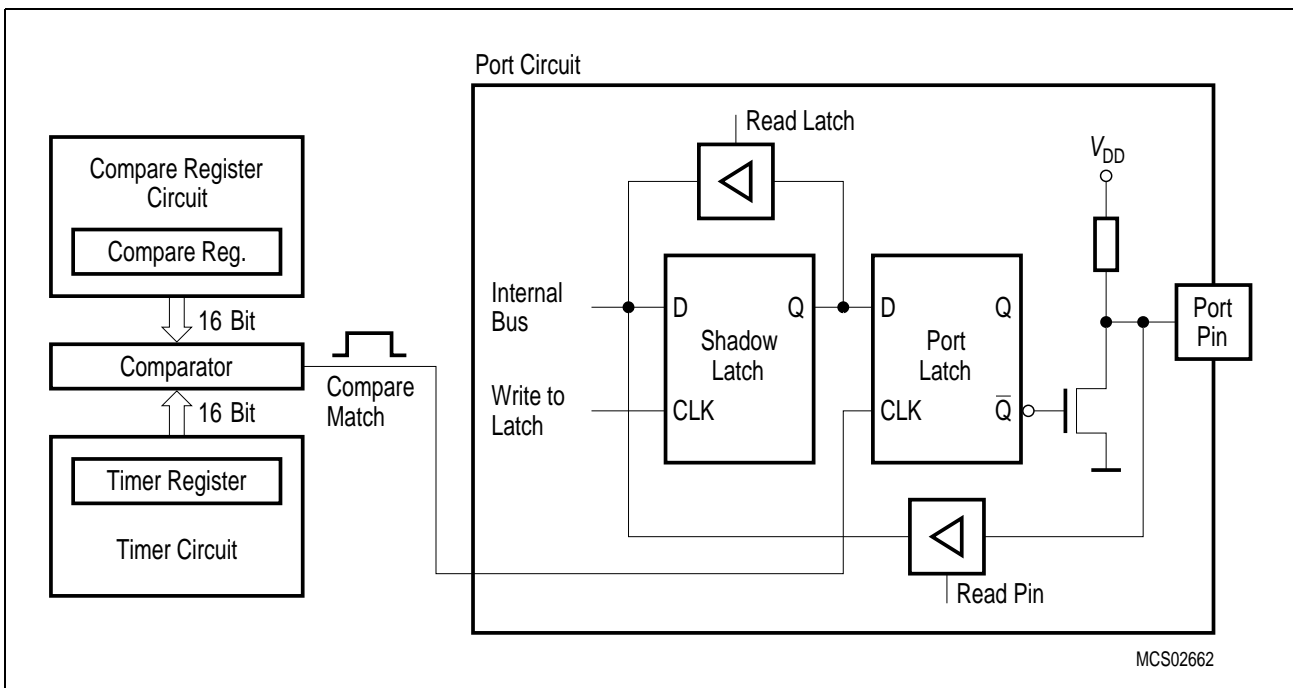 Port Circuit
Compare Register
Circuit
Compare Reg.
16 Bit
Comparator
16 Bit
Timer Register
Timer Circuit
Compare
Match
Read Latch
VDD
Internal
Bus
D
Q
Shadow
Latch
Write to
Latch
CLK
D
Q
Port
Latch
CLK
Q̅
Port
Pin
Read Pin
MCS02662